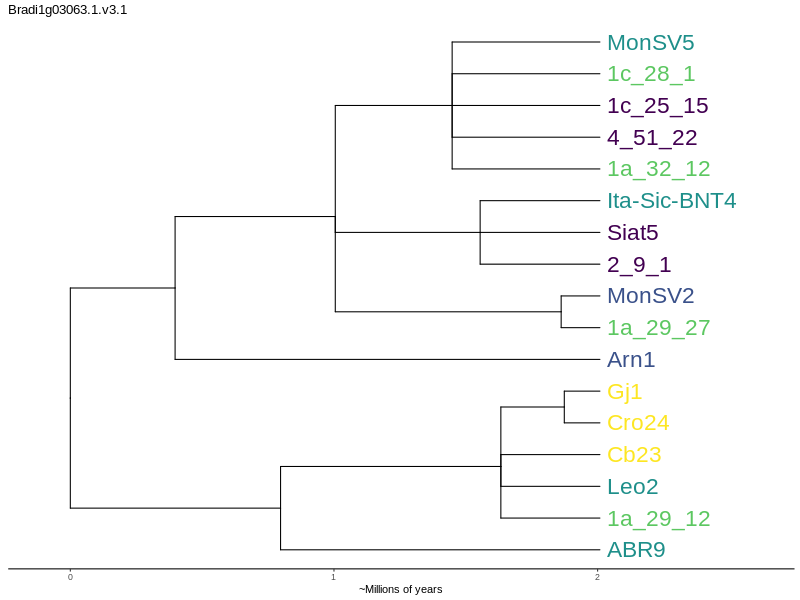 Bradi1g03063.1.v3.1
MonSV5
1c_28_1
1c_25_15
4_51_22
1a_32_12
Ita-Sic-BNT4
Siat5
2_9_1
MonSV2
1a_29_27
Arn1
Gj1
Cro24
Cb23
Leo2
1a_29_12
ABR9
0 1 2
~Millions of years